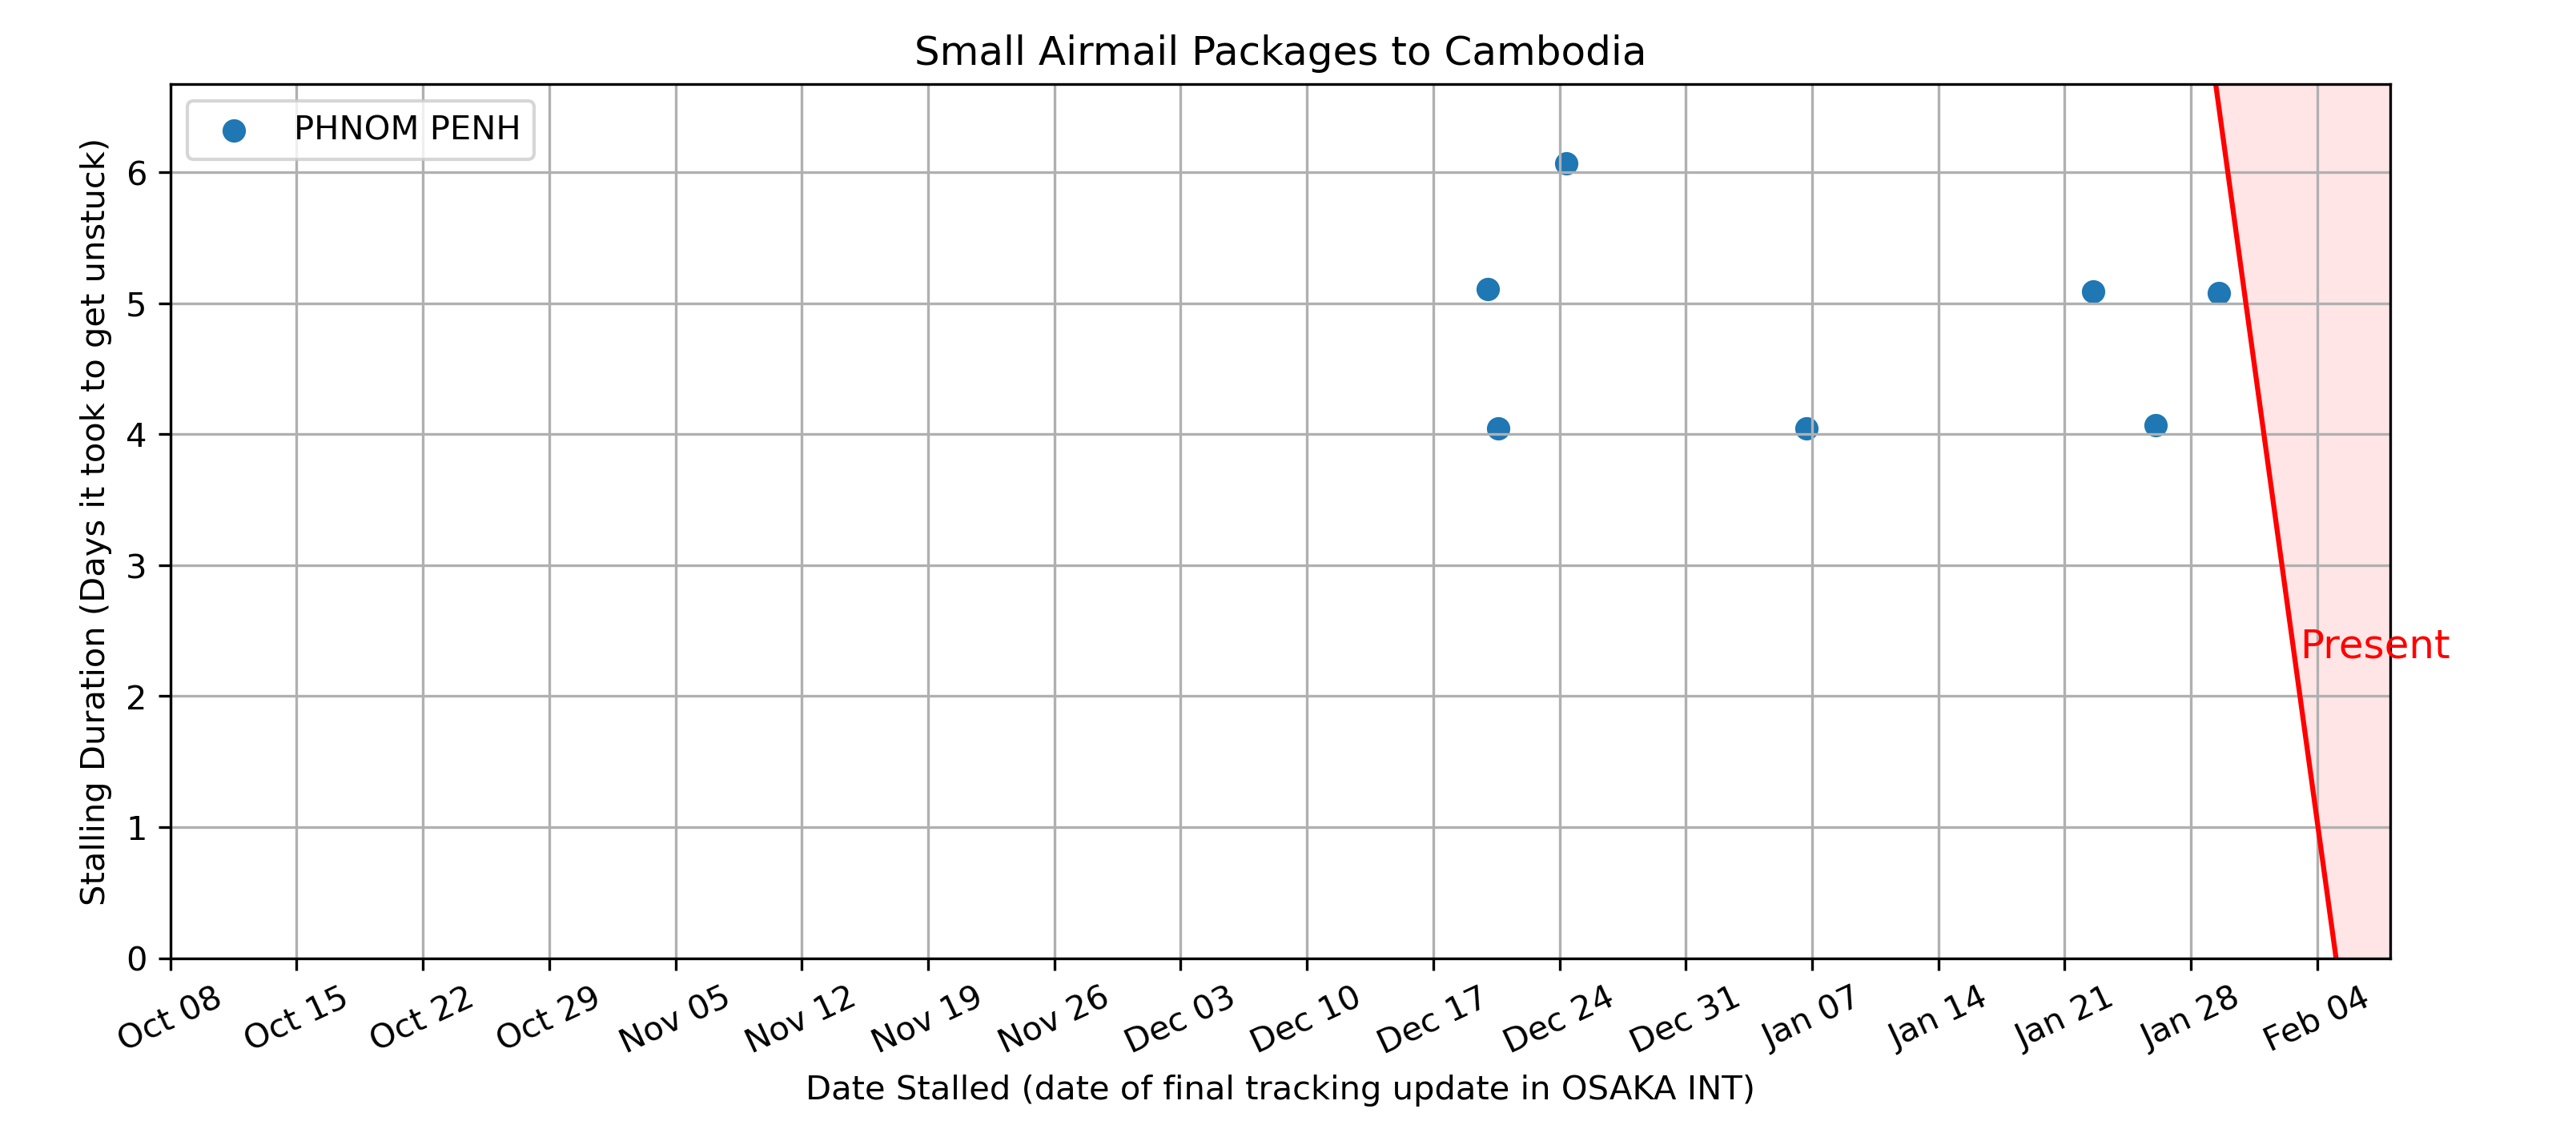 Small Airmail Packages to Cambodia
PHNOM PENH
Stalling Duration (Days it took to get unstuck)
6
5
4
3
2
1
0
Present
Oct 08
Oct 15
Oct 22
Oct 29
Nov 05
Nov 12
Nov 19
Nov 26
Dec 03
Dec 10
Dec 17
Dec 24
Dec 31
Jan 07
Jan 14
Jan 21
Jan 28
Feb 04
Date Stalled (date of final tracking update in OSAKA INT)